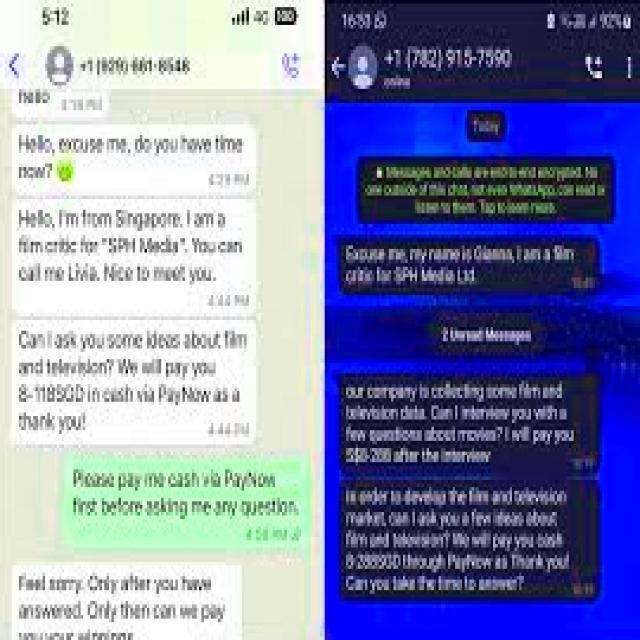 5:12
4G
+1 (929) 661-8548
hello
4:18 PM
Hello, excuse me, do you have time
now?
4:29 PM
Hello, I'm from Singapore. I am a
film critic for "SPH Media". You can
call me Livia. Nice to meet you.
4:44 PM
Can I ask you some ideas about film
and television? We will pay you
8-118SGD in cash via PayNow as a
thank you!
4:44 PM
Please pay me cash via PayNow
first before asking me any question.
4:56 PM
Feel sorry. Only after you have
answered. Only then can we pay
you your winnings
16:53
92%
+1 (782) 915-7590
online
Today
Messages and calls are end-to-end encrypted. No
one outside of this chat, not even WhatsApp, can read or
listen to them. Tap to learn more.
Excuse me, my name is Gianna, I am a film
critic for SPH Media Ltd.
2 Unread Messages
our company is collecting some film and
television data. Can I interview you with a
few questions about movies? I will pay you
S$8-288 after the interview
In order to develop the film and television
market, can I ask you a few ideas about
film and television? We will pay you cash
8-288SGD through PayNow as Thank you!
Can you take the time to answer?